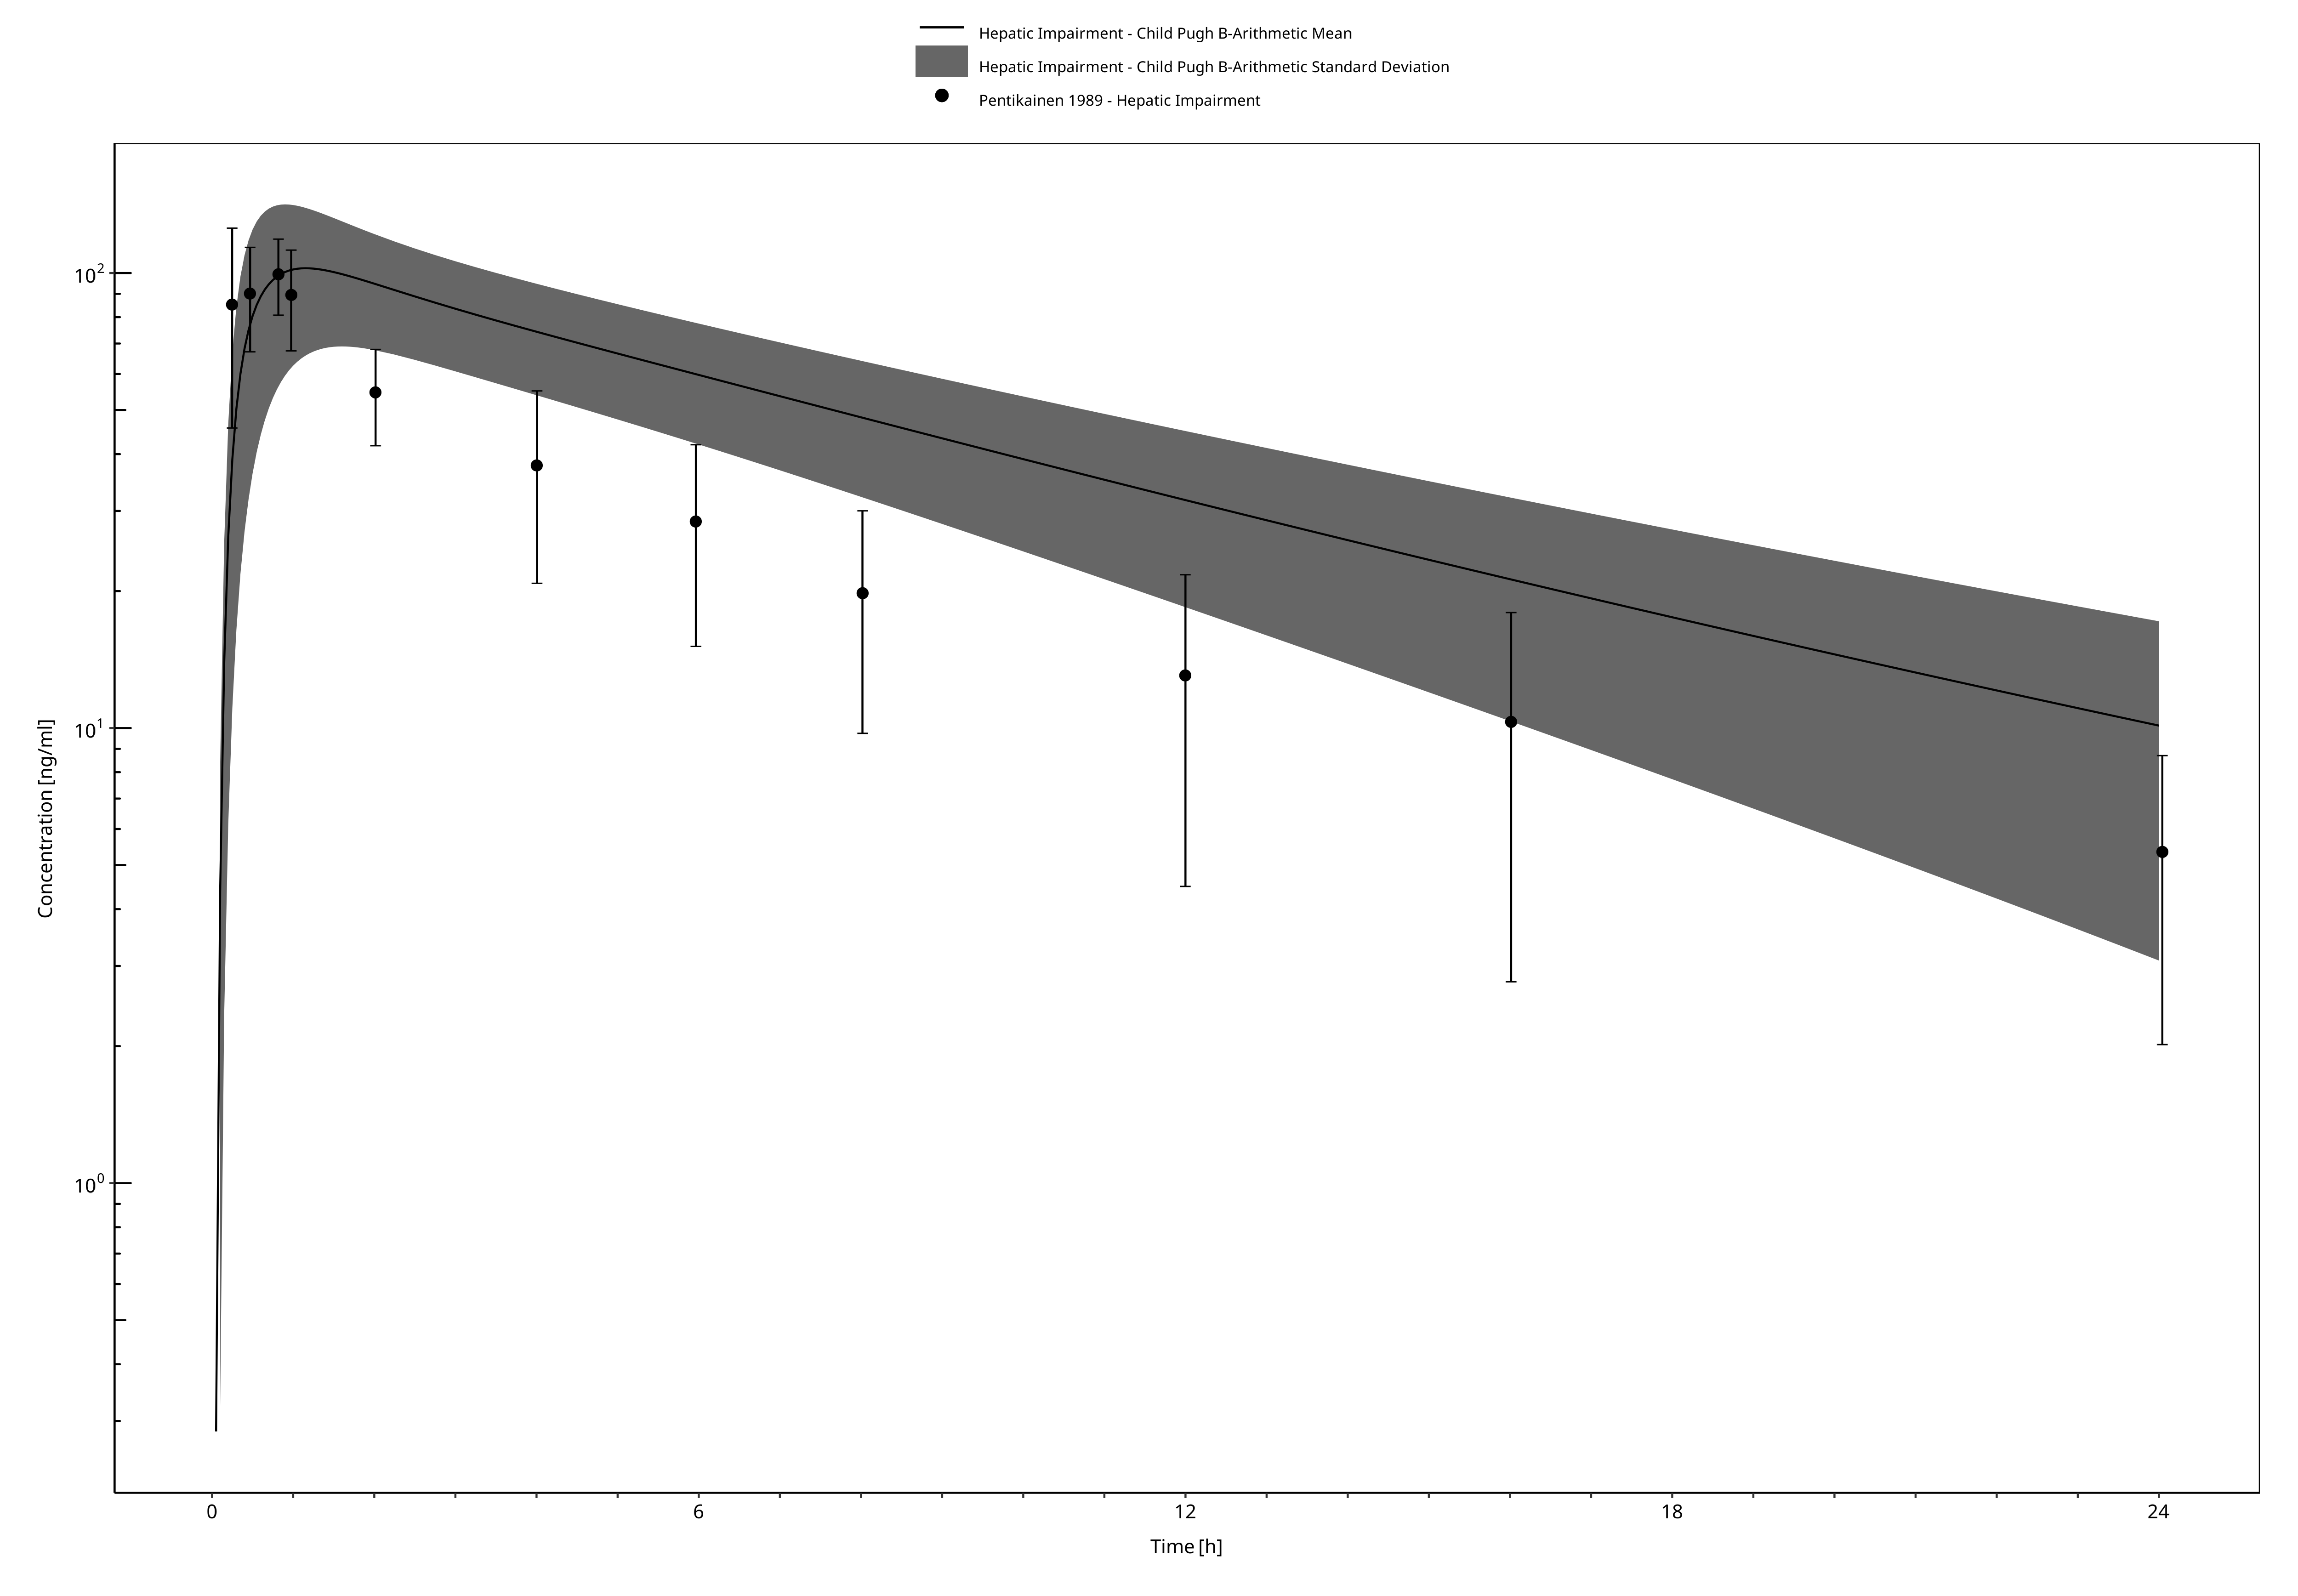 Hepatic Impairment - Child Pugh B-Arithmetic Mean
Hepatic Impairment - Child Pugh B-Arithmetic Standard Deviation
Pentikainen 1989 - Hepatic Impairment
10²
10¹
10⁰
Concentration [ng/ml]
0 6 12 18 24
Time [h]